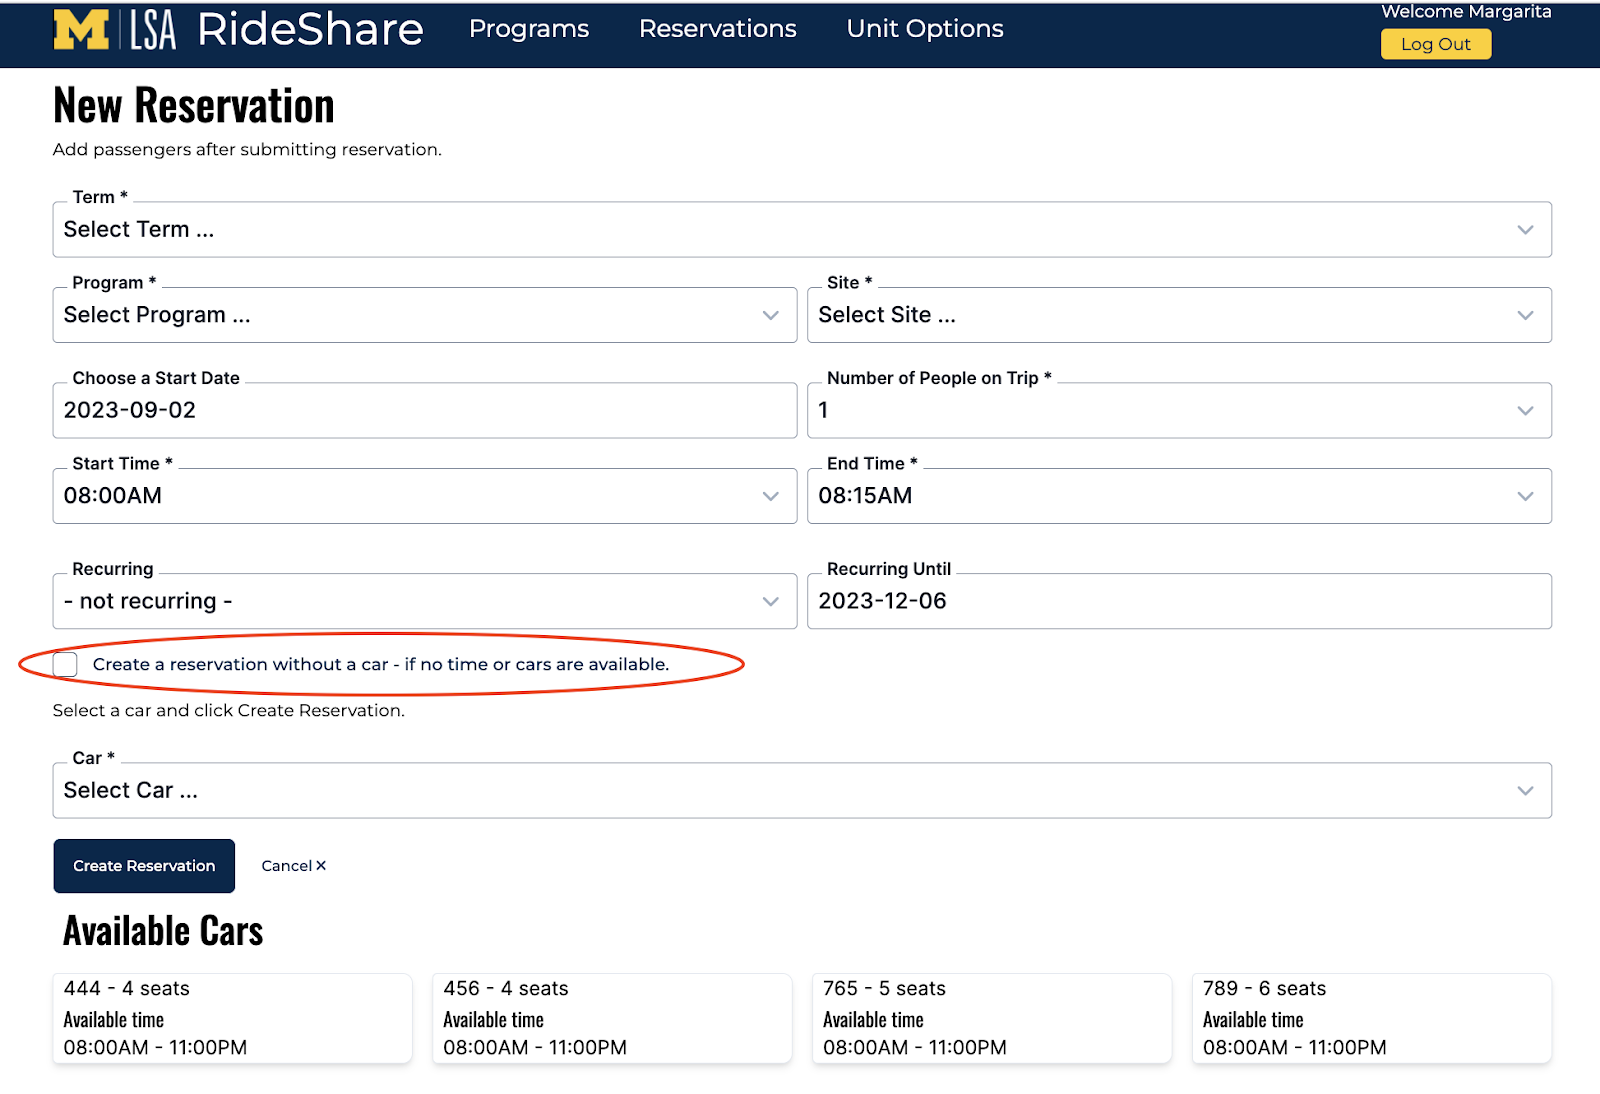 M LSA RideShare Programs Reservations Unit Options Welcome Margarita
Log Out
New Reservation
Add passengers after submitting reservation.
Term *
Select Term ...
Program * Site *
Select Program ... Select Site ...
Choose a Start Date Number of People on Trip *
2023-09-02 1
Start Time * End Time *
08:00AM 08:15AM
Recurring Recurring Until
- not recurring - 2023-12-06
Create a reservation without a car - if no time or cars are available.
Select a car and click Create Reservation.
Car *
Select Car ...
Create Reservation Cancel ×
Available Cars
444 - 4 seats 456 - 4 seats 765 - 5 seats 789 - 6 seats
Available time Available time Available time Available time
08:00AM - 11:00PM 08:00AM - 11:00PM 08:00AM - 11:00PM 08:00AM - 11:00PM